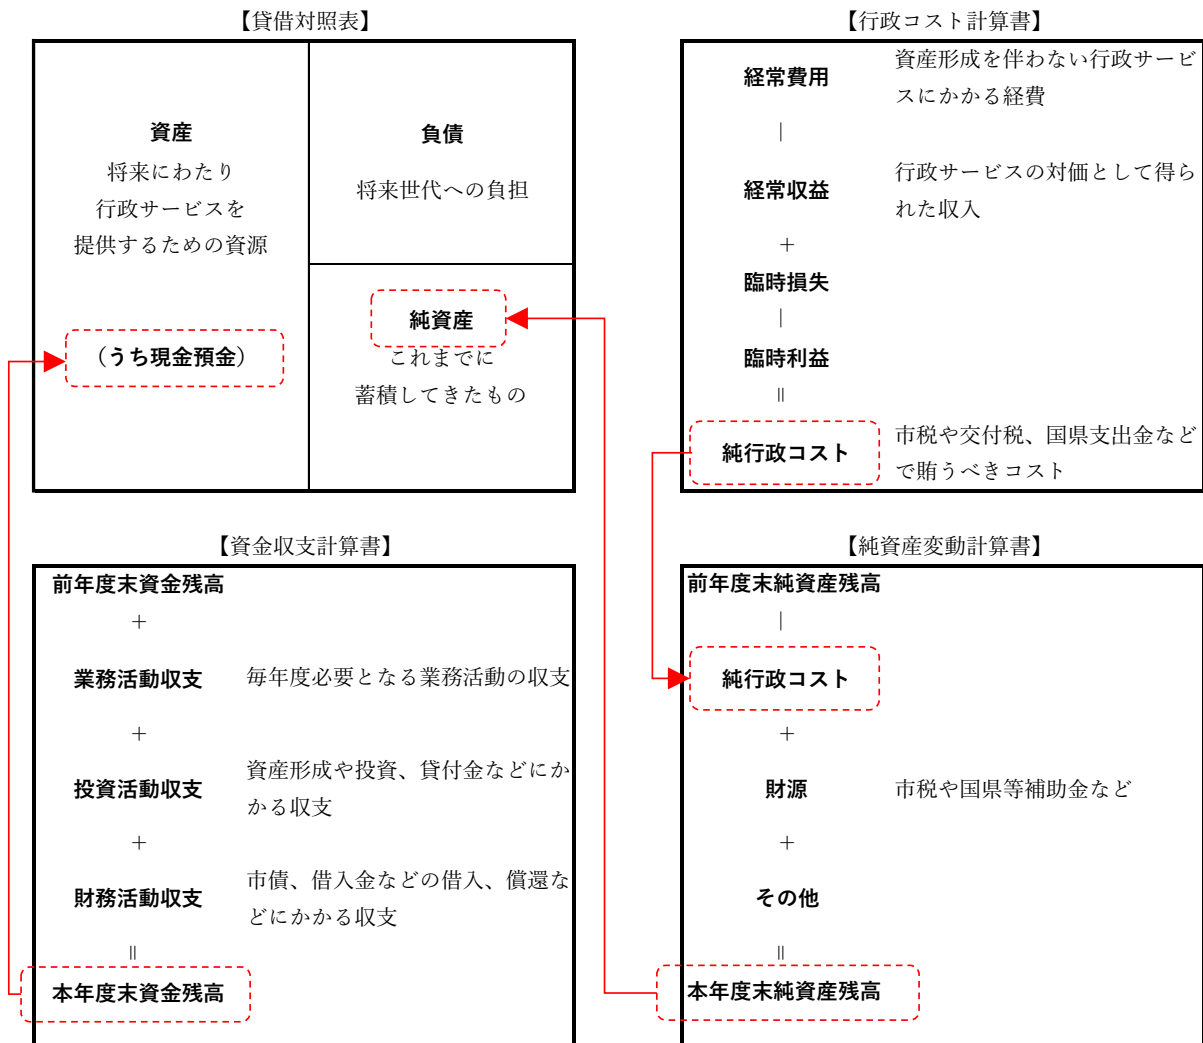 【貸借対照表】
資産
将来にわたり
行政サービスを
提供するための資源
（うち現金預金）
負債
将来世代への負担
純資産
これまでに
蓄積してきたもの
【行政コスト計算書】
経常費用
資産形成を伴わない行政サービ
スにかかる経費
｜
経常収益
行政サービスの対価として得ら
れた収入
＋
臨時損失
｜
臨時利益
＝
純行政コスト
市税や交付税、国県支出金など
で賄うべきコスト
【資金収支計算書】
前年度末資金残高
＋
業務活動収支
毎年度必要となる業務活動の収支
＋
投資活動収支
資産形成や投資、貸付金などにか
かる収支
＋
財務活動収支
市債、借入金などの借入、償還な
どにかかる収支
＝
本年度末資金残高
【純資産変動計算書】
前年度末純資産残高
｜
純行政コスト
＋
財源
市税や国県等補助金など
＋
その他
＝
本年度末純資産残高